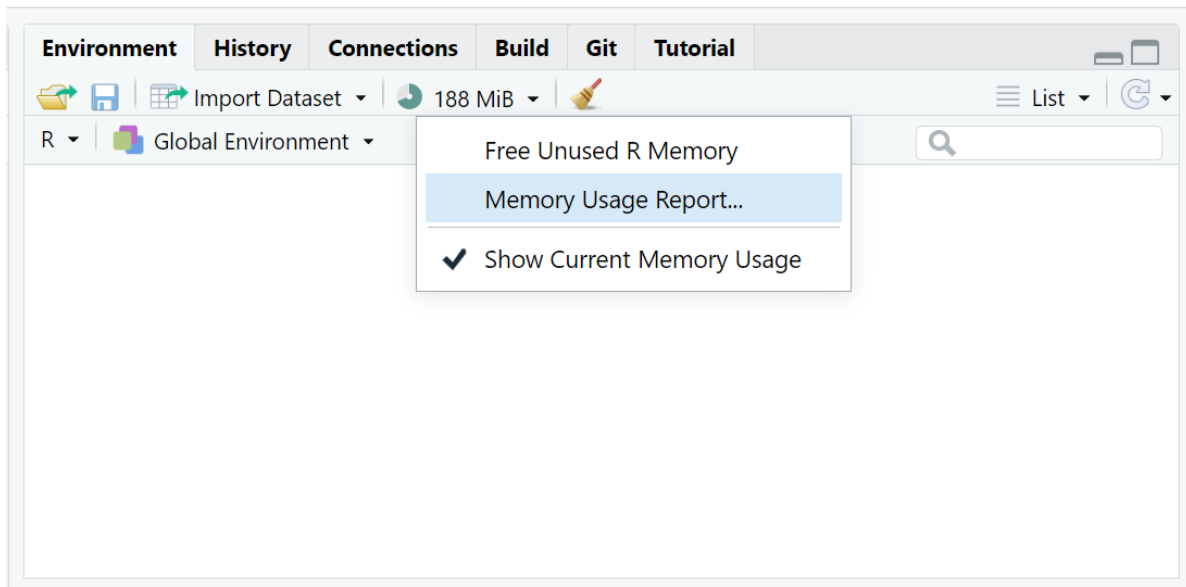 Environment History Connections Build Git Tutorial
Import Dataset 188 MiB List
R Global Environment
Free Unused R Memory
Memory Usage Report...
Show Current Memory Usage